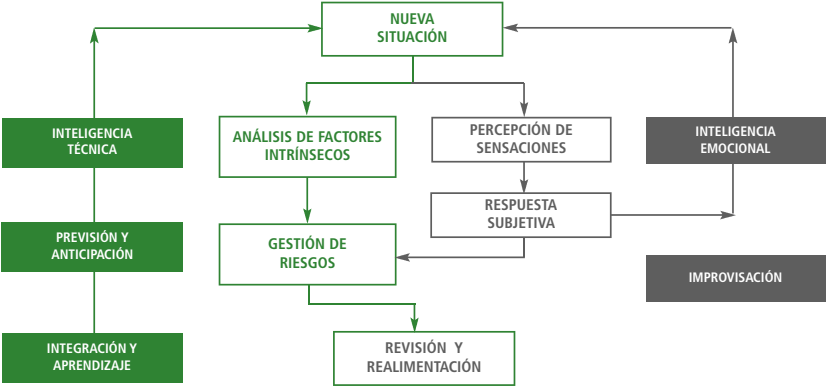 NUEVA
SITUACIÓN
INTELIGENCIA
TÉCNICA
ANÁLISIS DE FACTORES
INTRÍNSECOS
PERCEPCIÓN DE
SENSACIONES
INTELIGENCIA
EMOCIONAL
RESPUESTA
SUBJETIVA
PREVISIÓN Y
ANTICIPACIÓN
GESTIÓN DE
RIESGOS
IMPROVISACIÓN
INTEGRACIÓN Y
APRENDIZAJE
REVISIÓN Y
REALIMENTACIÓN